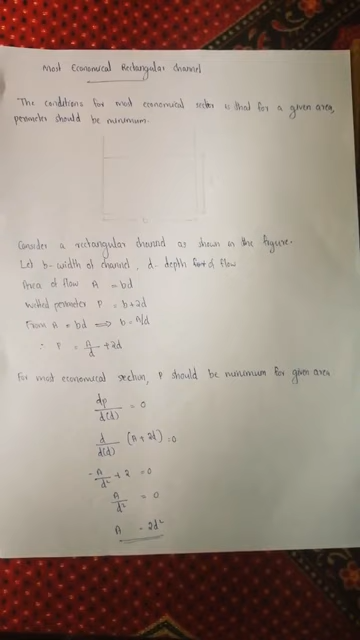 Most Economical Rectangular channel
The conditions for most economical section is that for a given area,
perimeter should be minimum.
b
Consider a rectangular channel as shown in the figure.
Let b- width of channel, d- depth of flow
Area of flow A = bd
wetted perimeter P = b+2d
From A = bd ⟹ b = A/d
∴ P = A/d + 2d
For most economical section, P should be minimum for given area
dp/d(d) = 0
d/d(d) (A + 2d) = 0
-A/d² + 2 = 0
A/d² = 0
A = 2d²